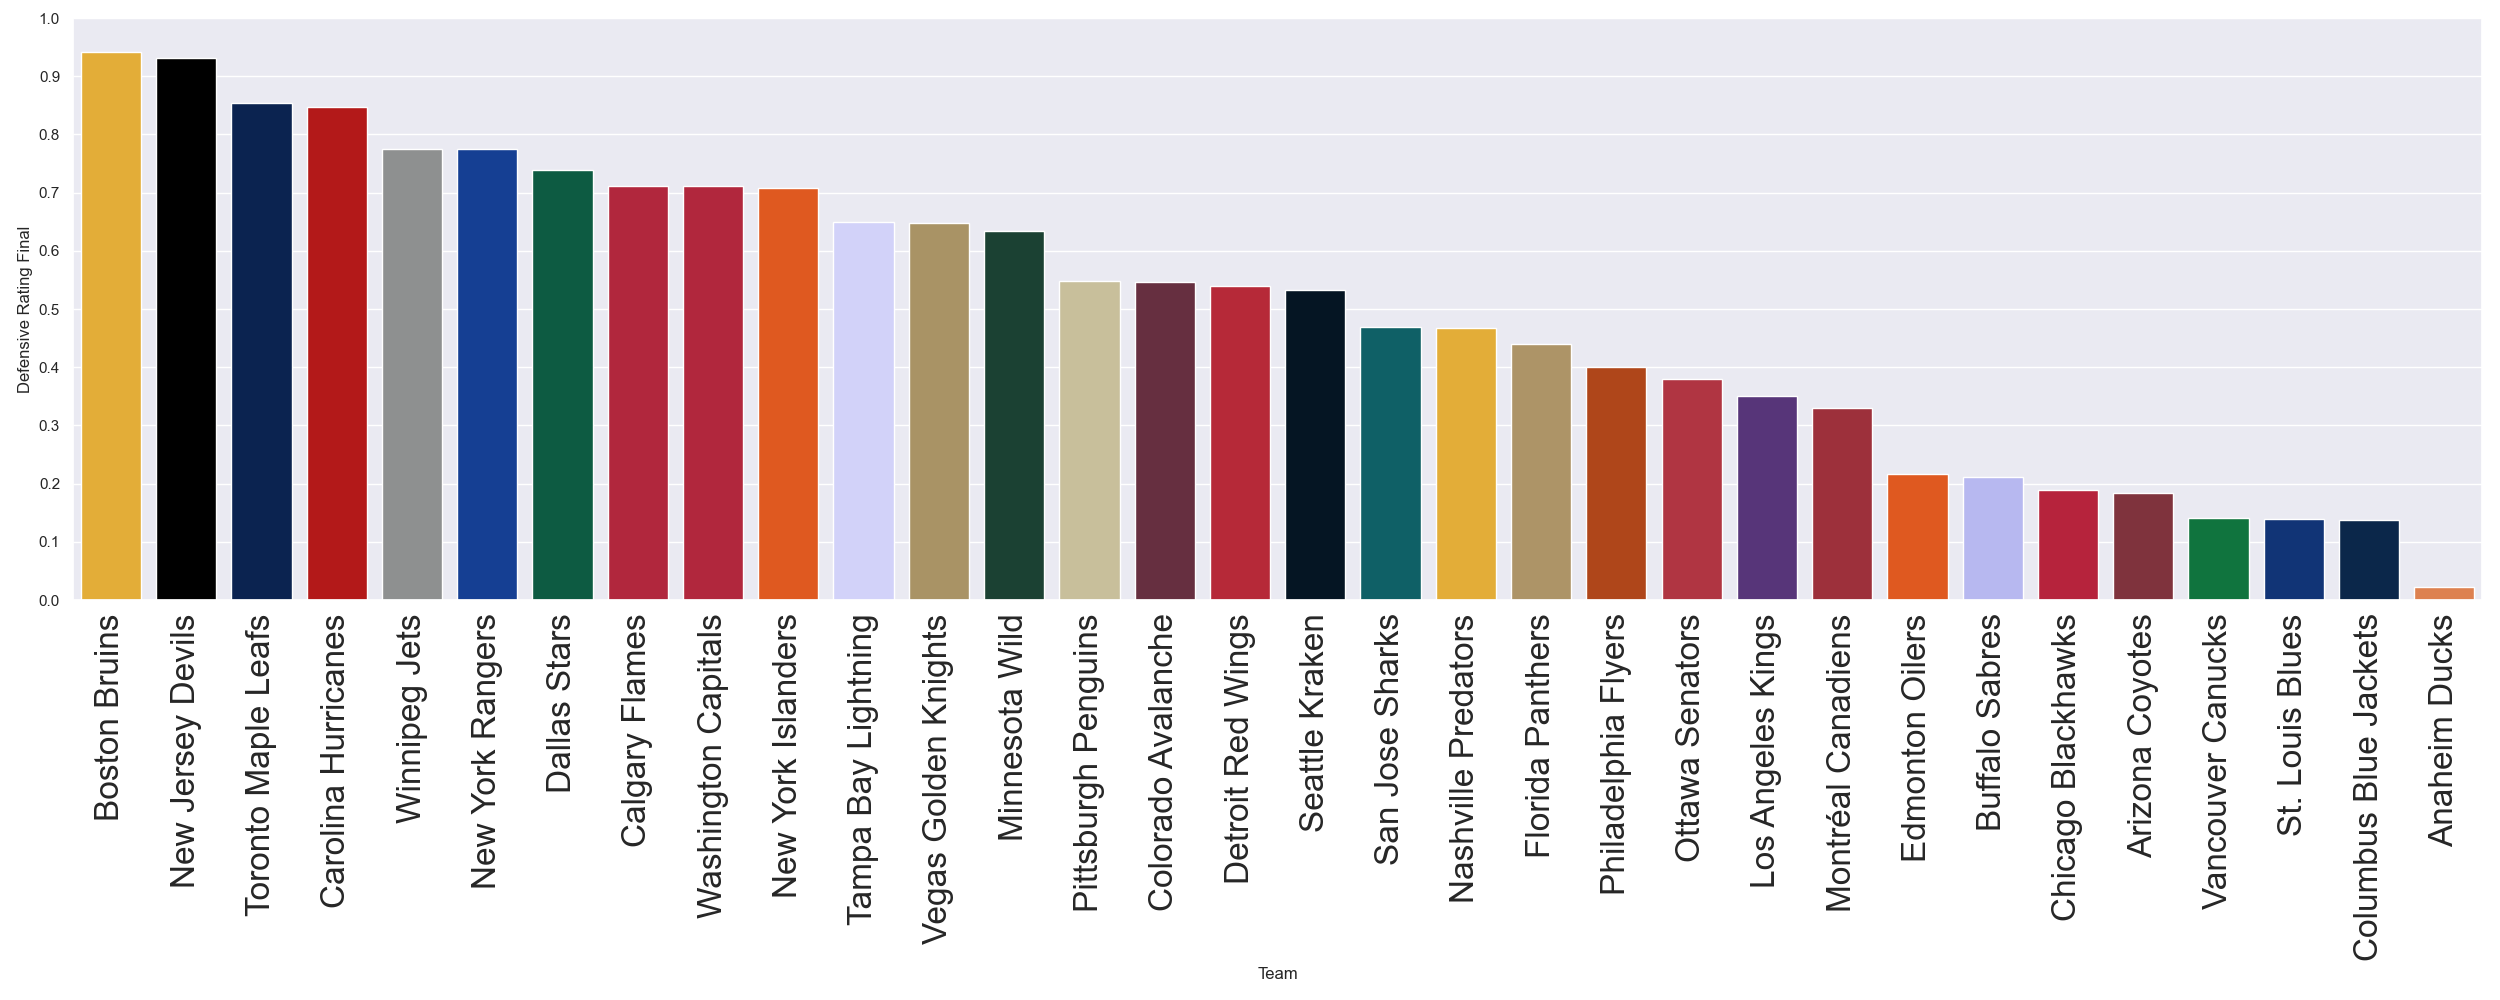 1.0
0.9
0.8
0.7
0.6
0.5
0.4
0.3
0.2
0.1
0.0
Defensive Rating Final
Boston Bruins
New Jersey Devils
Toronto Maple Leafs
Carolina Hurricanes
Winnipeg Jets
New York Rangers
Dallas Stars
Calgary Flames
Washington Capitals
New York Islanders
Tampa Bay Lightning
Vegas Golden Knights
Minnesota Wild
Pittsburgh Penguins
Colorado Avalanche
Detroit Red Wings
Seattle Kraken
San Jose Sharks
Nashville Predators
Florida Panthers
Philadelphia Flyers
Ottawa Senators
Los Angeles Kings
Montréal Canadiens
Edmonton Oilers
Buffalo Sabres
Chicago Blackhawks
Arizona Coyotes
Vancouver Canucks
St. Louis Blues
Columbus Blue Jackets
Anaheim Ducks
Team